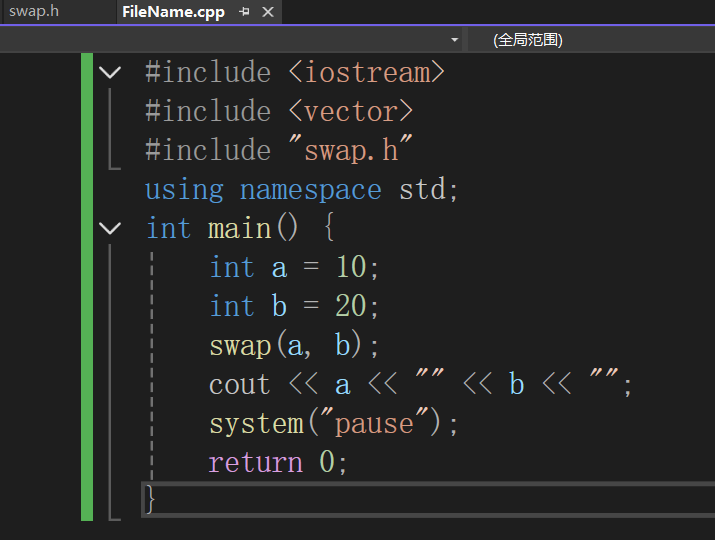 swap.h
FileName.cpp
(全局范围)
#include <iostream>
#include <vector>
#include "swap.h"
using namespace std;
int main() {
int a = 10;
int b = 20;
swap(a, b);
cout << a << "" << b << "";
system("pause");
return 0;
}